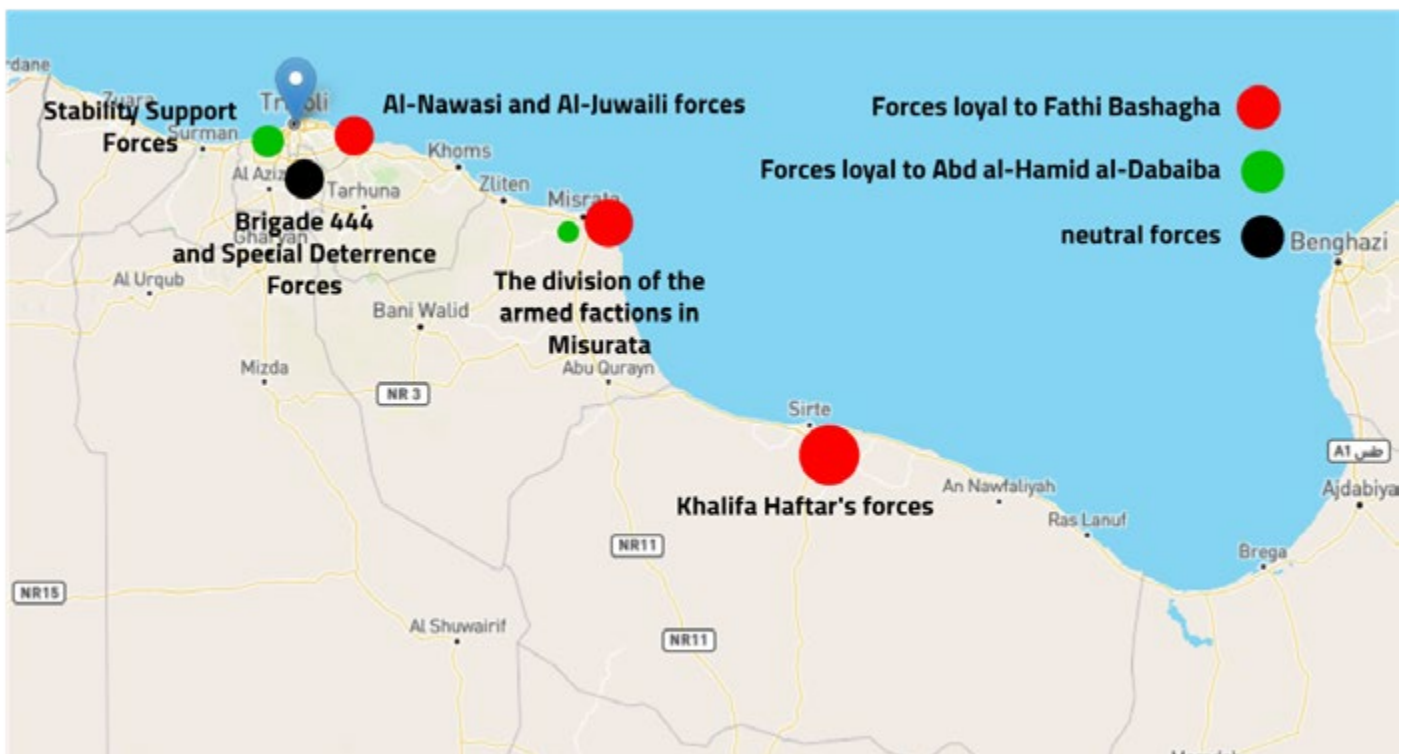 rdane
Zuara
Stability Support
Forces
Surman
Tripoli
Al-Nawasi and Al-Juwaili forces
Forces loyal to Fathi Bashagha
Khoms
Forces loyal to Abd al-Hamid al-Dabaiba
Al Aziz
Tarhuna
Zliten
Misrata
neutral forces
Benghazi
Brigade 444
and Special Deterrence
Forces
Gharyan
Al Urqub
The division of the
armed factions in
Misurata
Bani Walid
Mizda
Abu Qurayn
NR 3
Sirte
A1 طقس
Khalifa Haftar's forces
An Nawfaliyah
Ajdabiya
Ras Lanuf
NR11
Brega
NR15
Al Shuwairif
NR11